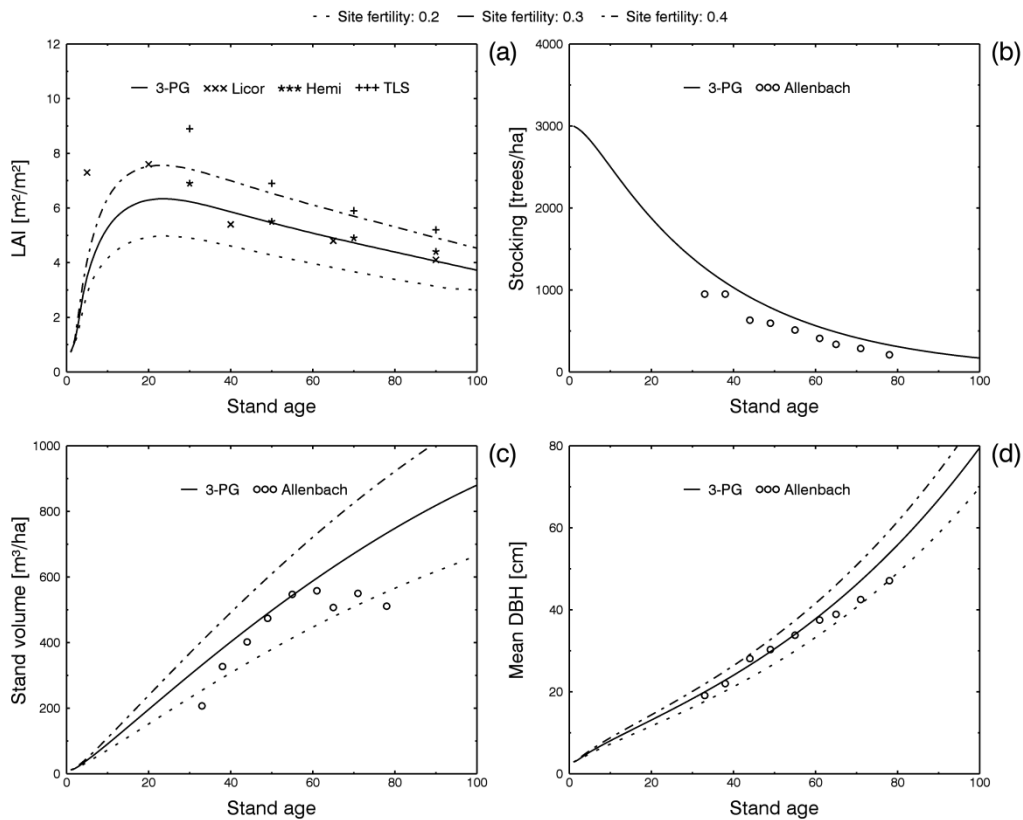 Site fertility: 0.2 Site fertility: 0.3 Site fertility: 0.4
(a)
12
10
8
6
4
2
0
LAI [m²/m²]
3-PG ××× Licor *** Hemi +++ TLS
0 20 40 60 80 100
Stand age
(b)
4000
3000
2000
1000
0
Stocking [trees/ha]
3-PG Allenbach
0 20 40 60 80 100
Stand age
(c)
1000
800
600
400
200
0
Stand volume [m³/ha]
3-PG Allenbach
0 20 40 60 80 100
Stand age
(d)
80
60
40
20
0
Mean DBH [cm]
3-PG Allenbach
0 20 40 60 80 100
Stand age